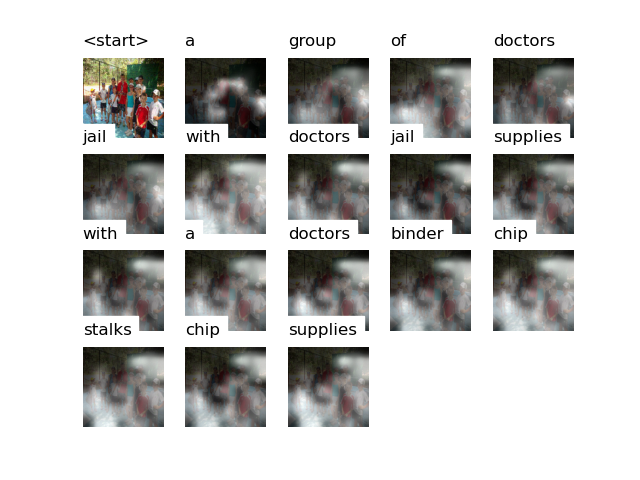 <start> a group of doctors
jail with doctors jail supplies
with a doctors binder chip
stalks chip supplies